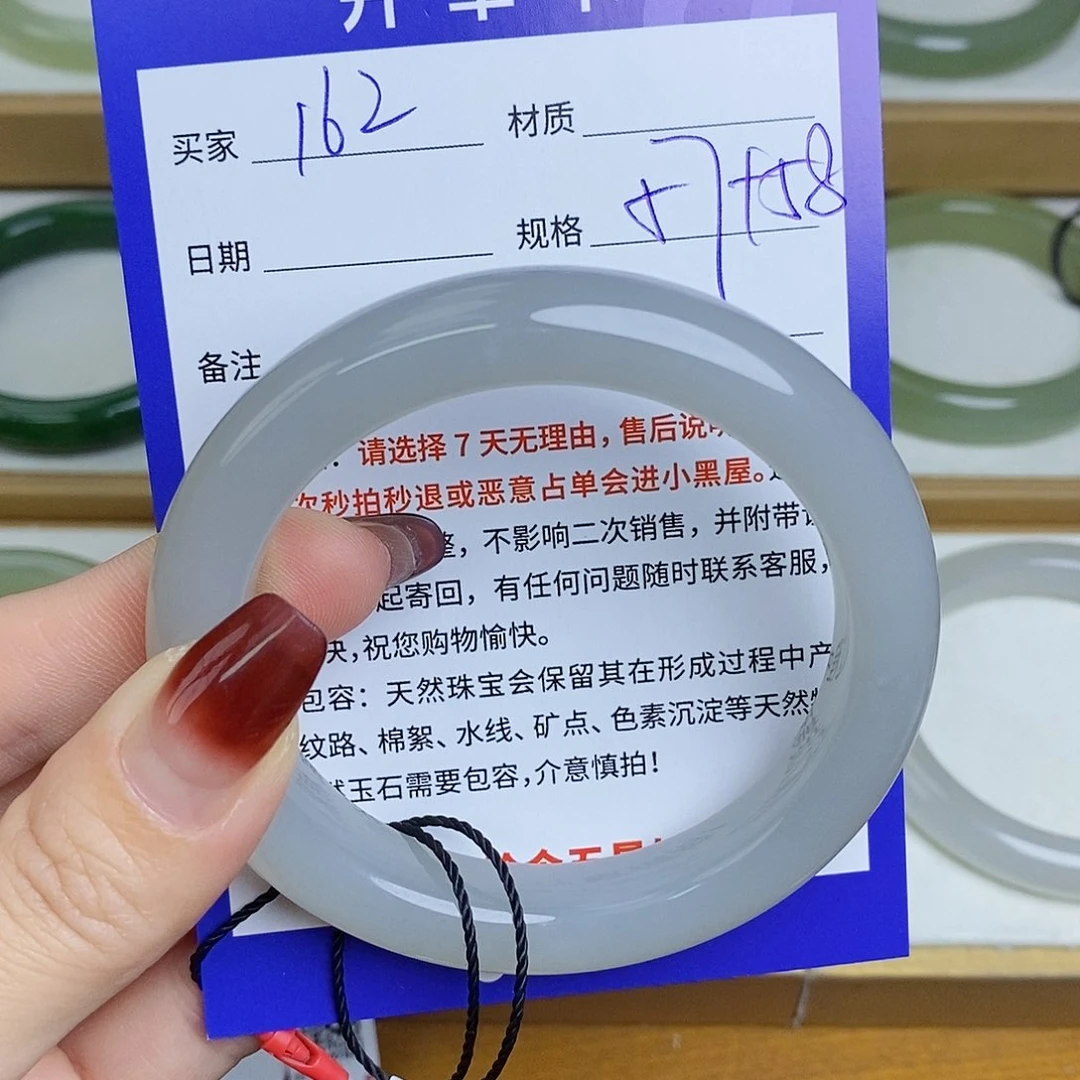 买家 162 材质
日期 规格 57+58
备注
：请选择 7 天无理由，售后说明
次秒拍秒退或恶意占单会进小黑屋。
整，不影响二次销售，并附带
起寄回，有任何问题随时联系客服，
快，祝您购物愉快。
包容：天然珠宝会保留其在形成过程中产
纹路、棉絮、水线、矿点、色素沉淀等天然
然玉石需要包容，介意慎拍！